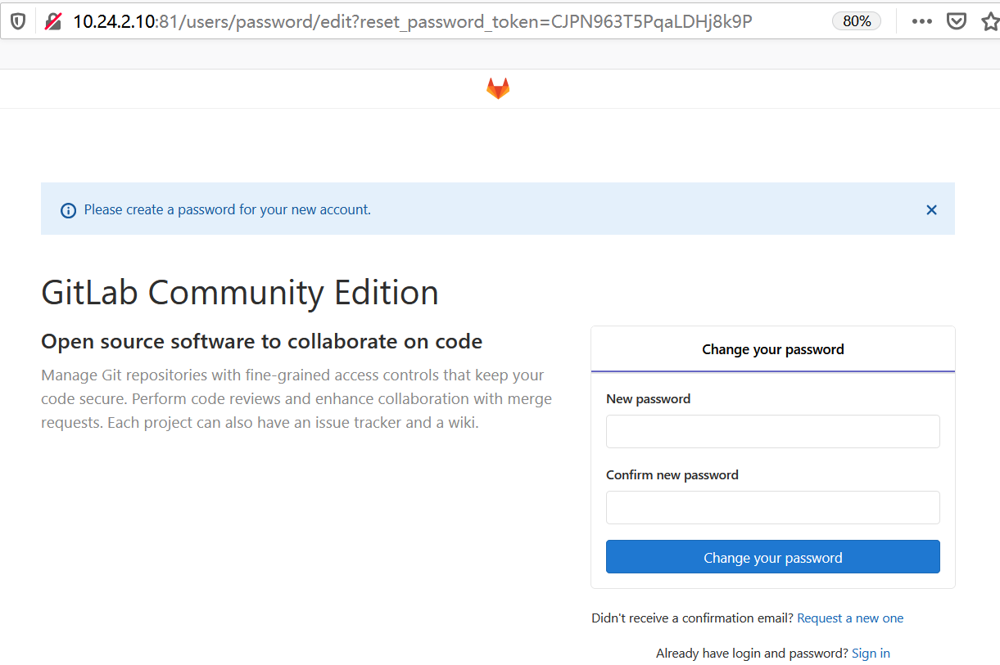 10.24.2.10:81/users/password/edit?reset_password_token=CJPN963T5PqaLDHj8k9P 80%
Please create a password for your new account.
GitLab Community Edition
Open source software to collaborate on code
Manage Git repositories with fine-grained access controls that keep your
code secure. Perform code reviews and enhance collaboration with merge
requests. Each project can also have an issue tracker and a wiki.
Change your password
New password
Confirm new password
Change your password
Didn't receive a confirmation email? Request a new one
Already have login and password? Sign in